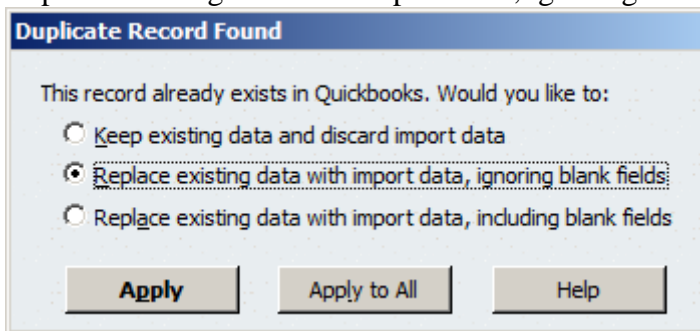 Duplicate Record Found
This record already exists in Quickbooks. Would you like to:
Keep existing data and discard import data
Replace existing data with import data, ignoring blank fields
Replace existing data with import data, including blank fields
Apply Apply to All Help